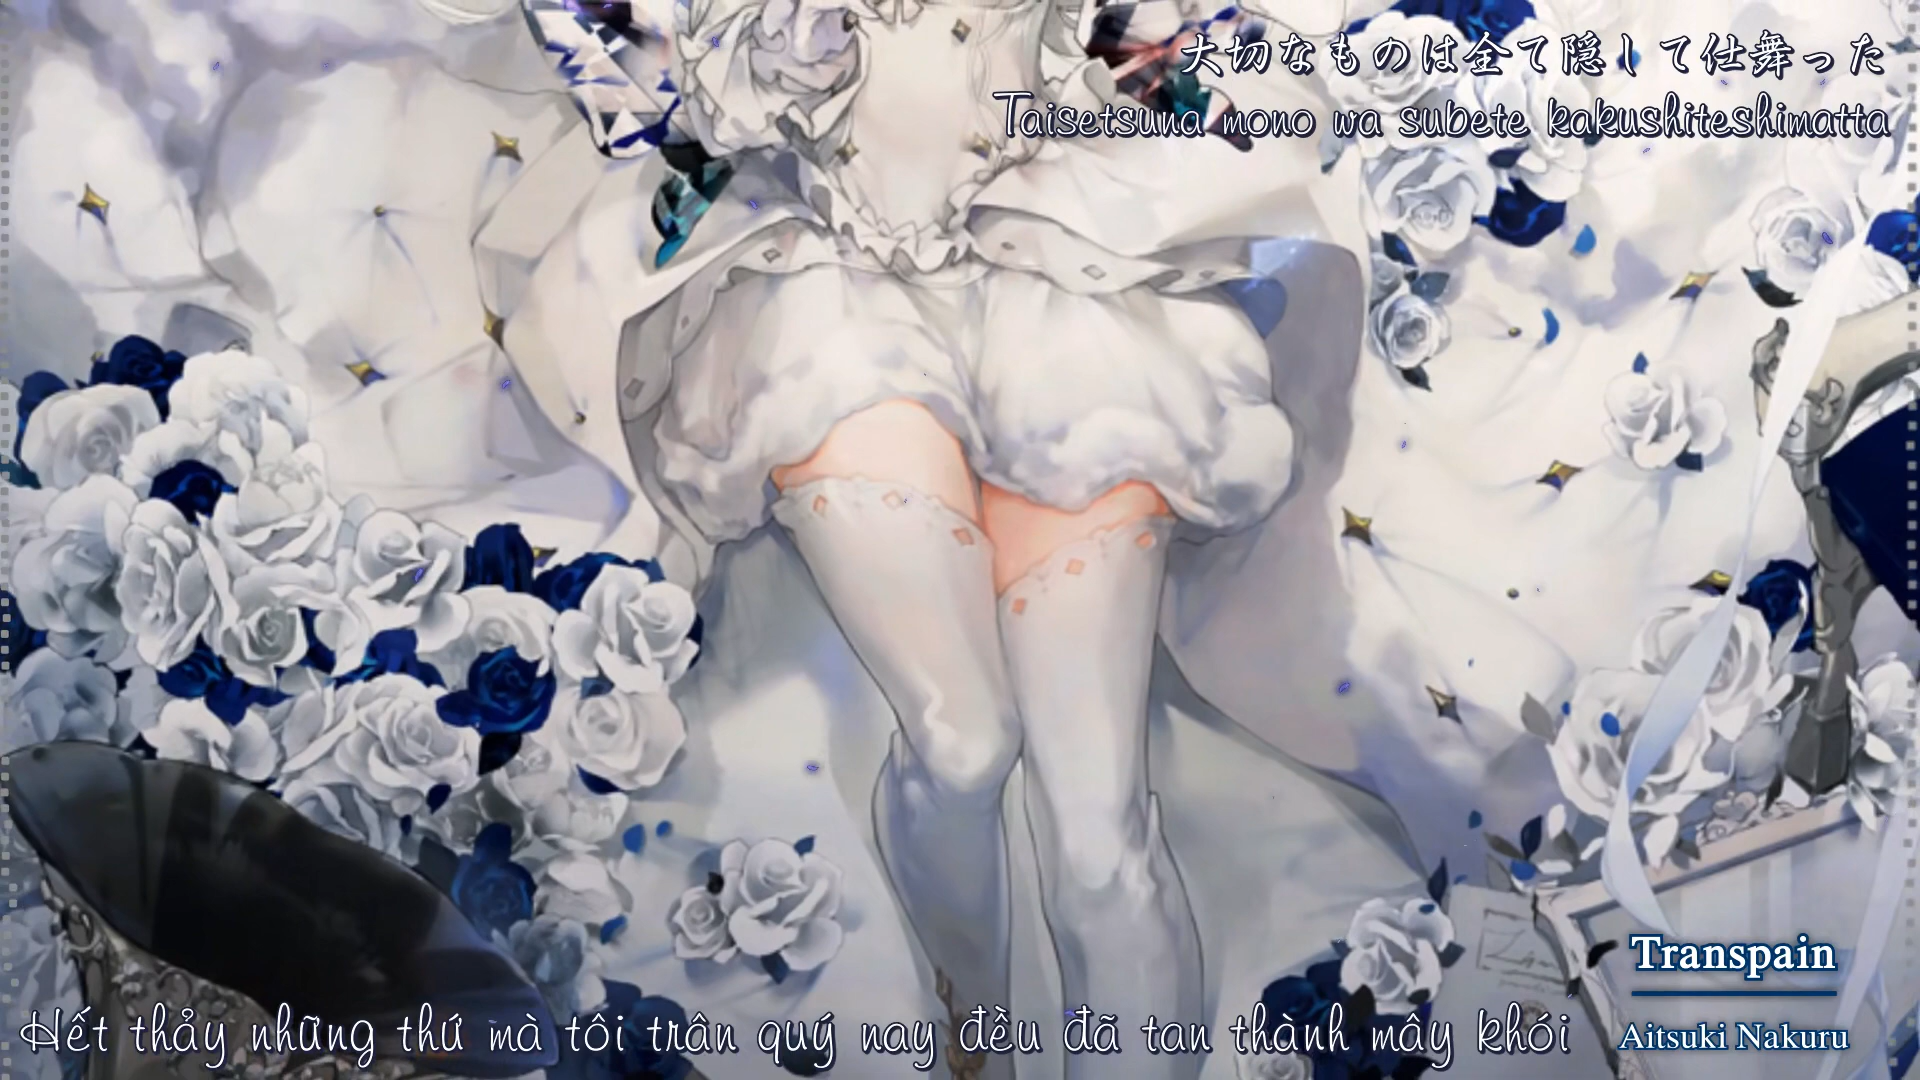 大切なものは全て隠して仕舞った
Taisetsuna mono wa subete kakushiteshimatta
Transpain
Hết thảy những thứ mà tôi trân quý nay đều đã tan thành mây khói
Aitsuki Nakuru